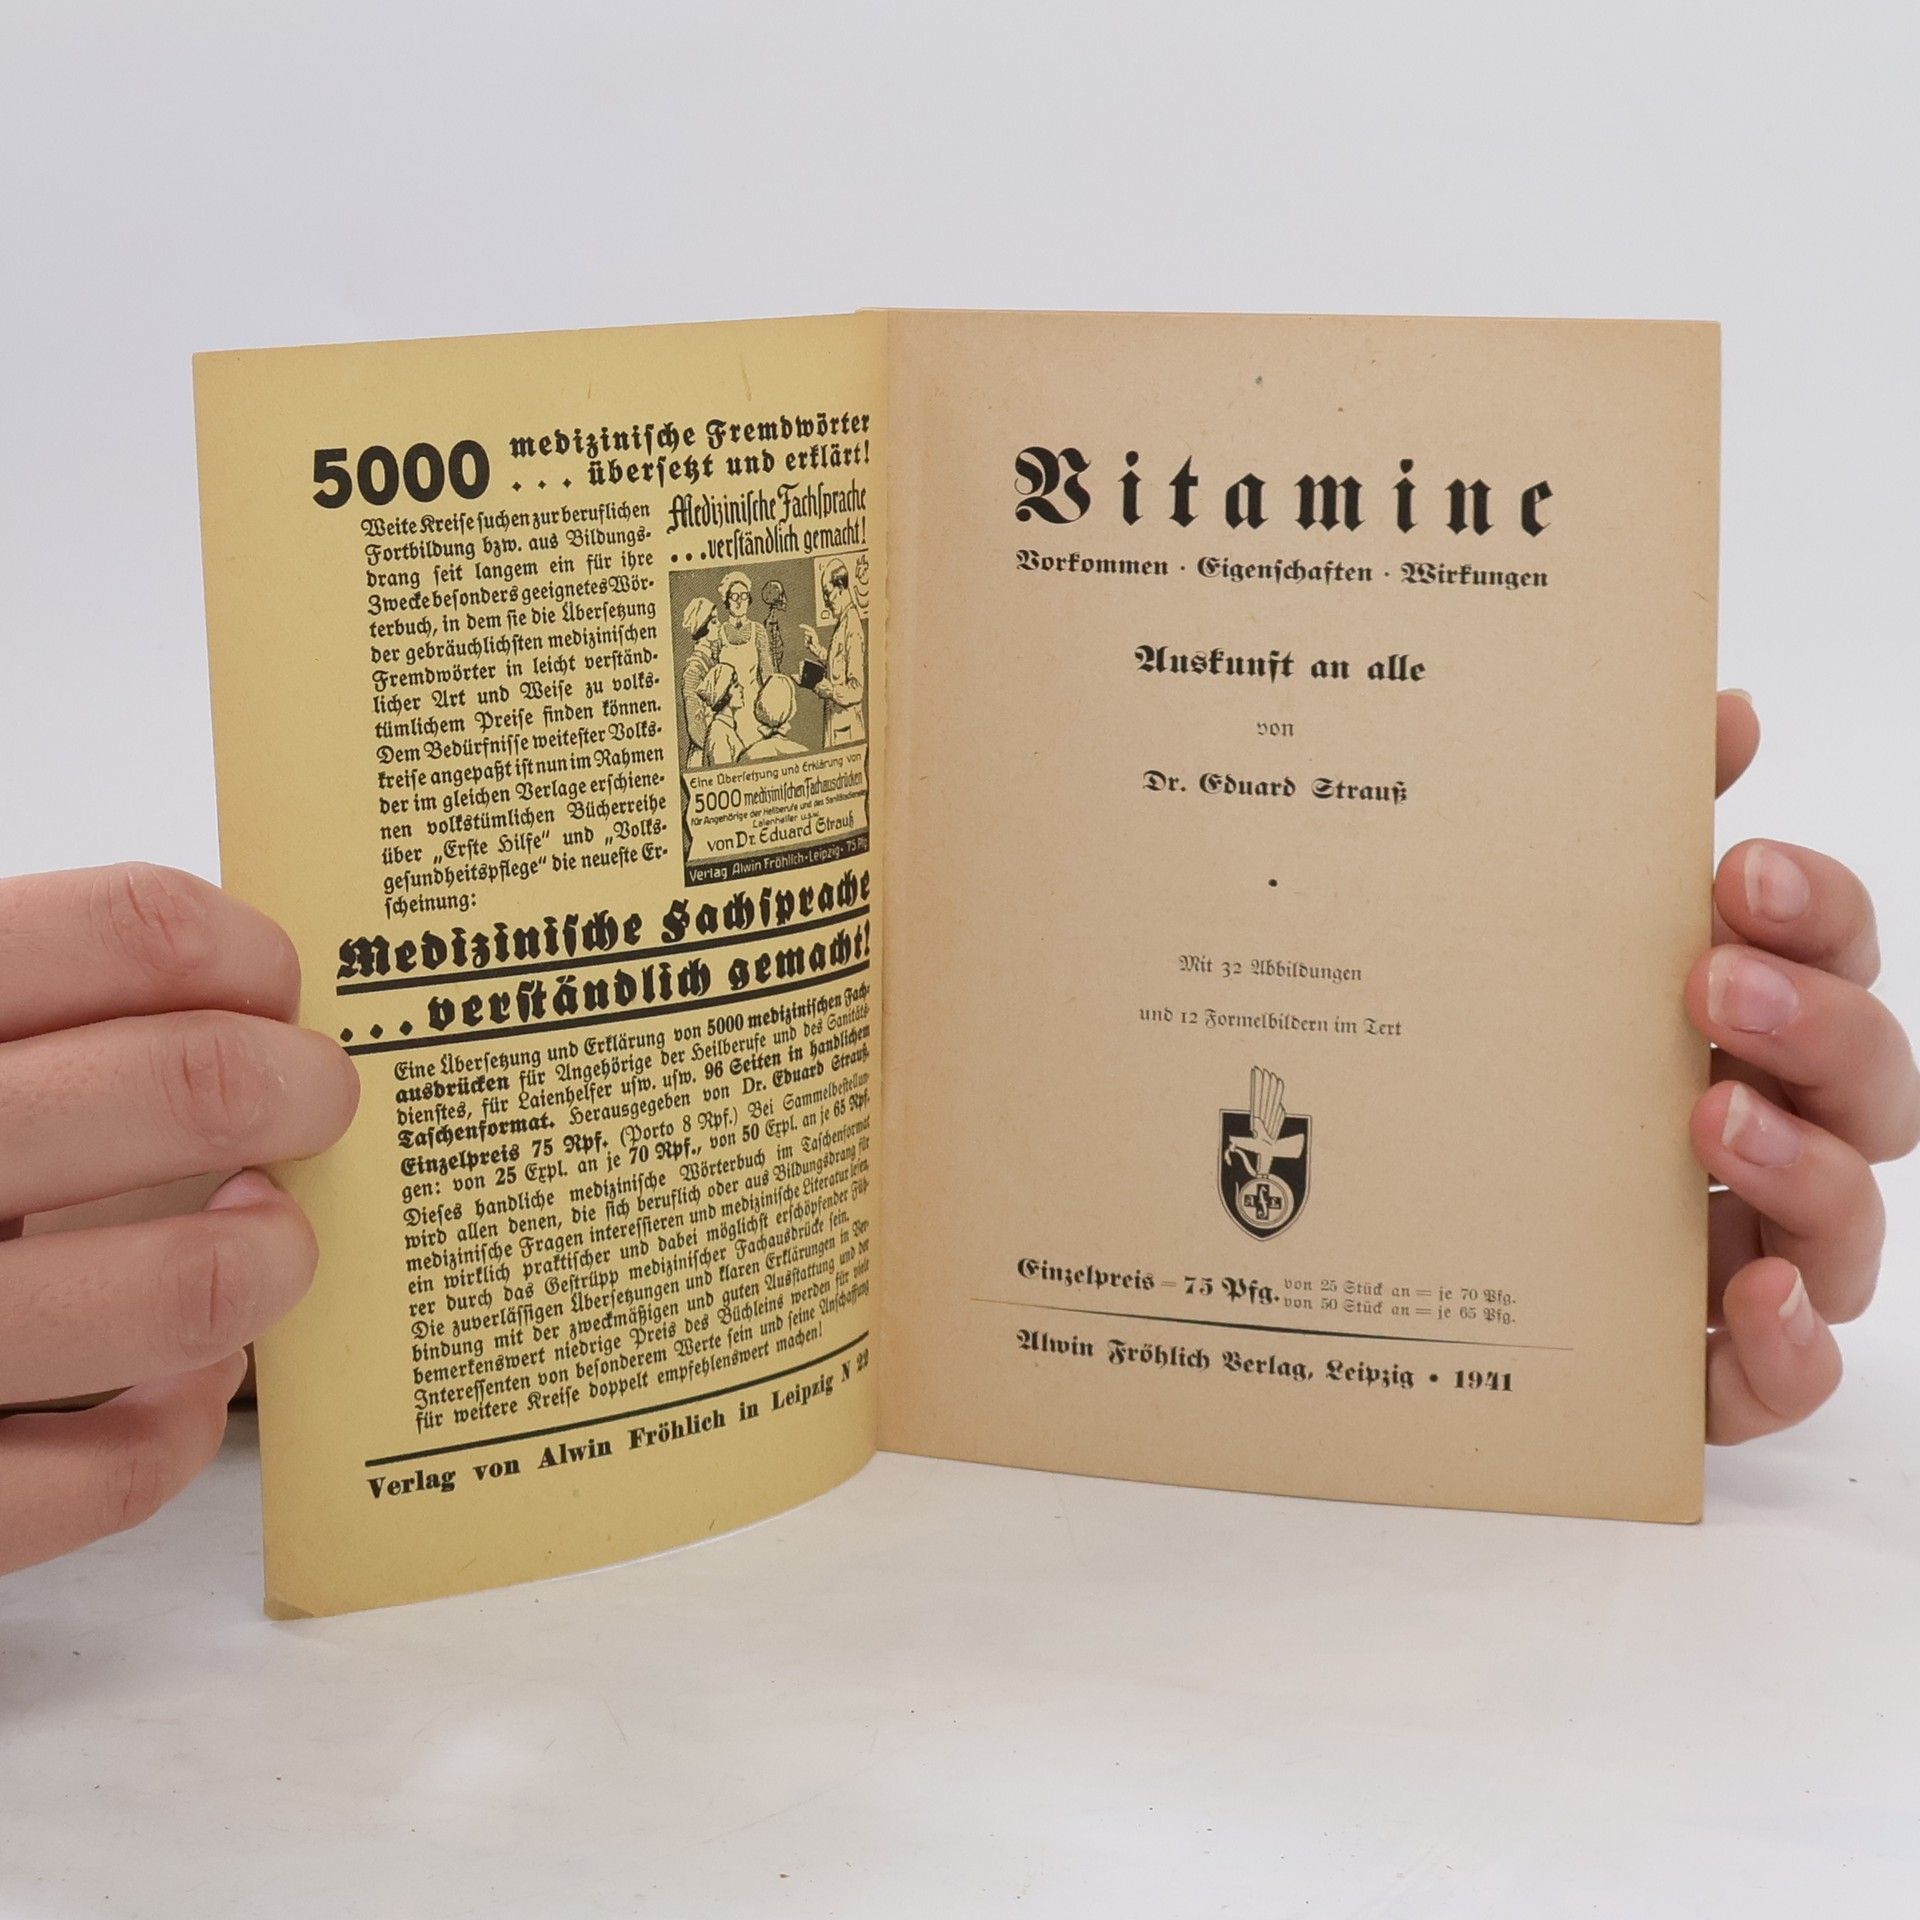 5000 medizinische Fremdwörter
. . . übersetzt und erklärt!
Weite Kreise suchen zur beruflichen
Fortbildung bzw. aus Bildungs-
drang seit langem ein für ihre
Zwecke besonders geeignetes Wör-
terbuch, in dem sie die Übersetzung
der gebräuchlichsten medizinischen
Fremdwörter in leicht verständ-
licher Art und Weise zu volks-
tümlichem Preise finden können.
Dem Bedürfnisse weitester Volks-
kreise angepaßt ist nun im Rahmen
der im gleichen Verlage erschiene-
nen volkstümlichen Bücherreihe
über „Erste Hilfe“ und „Volks-
gesundheitspflege“ die neueste Er-
scheinung:
Medizinische Fachsprache
...verständlich gemacht!
Eine Übersetzung und Erklärung von
5000 medizinischen Fachausdrücken
für Angehörige der Heilberufe und des Sanitätsdienstes
Laienhelfer u.s.w.
von Dr. Eduard Strauß
Verlag Alwin Fröhlich · Leipzig · 75 Pfg
Medizinische Fachsprache
. . . verständlich gemacht!
Eine Übersetzung und Erklärung von 5000 medizinischen Fach-
ausdrücken für Angehörige der Heilberufe und des Sanitäts-
dienstes, für Laienhelfer usw. usw. 96 Seiten in handlichem
Taschenformat. Herausgegeben von Dr. Eduard Strauß.
Einzelpreis 75 Rpf. (Porto 8 Rpf.) Bei Sammelbestellun-
gen: von 25 Expl. an je 70 Rpf., von 50 Expl. an je 65 Rpf.
Dieses handliche medizinische Wörterbuch im Taschenformat
wird allen denen, die sich beruflich oder aus Bildungsdrang für
medizinische Fragen interessieren und medizinische Literatur lesen,
ein wirklich praktischer und dabei möglichst erschöpfender Füh-
rer durch das Gestrüpp medizinischer Fachausdrücke sein.
Die zuverlässigen Übersetzungen und klaren Erklärungen in Ver-
bindung mit der zweckmäßigen und guten Ausstattung und der
bemerkenswert niedrige Preis des Büchleins werden für viele
Interessenten von besonderem Werte sein und seine Anschaffung
für weitere Kreise doppelt empfehlenswert machen!
Verlag von Alwin Fröhlich in Leipzig N 22
Vitamine
Vorkommen · Eigenschaften · Wirkungen
Auskunft an alle
von
Dr. Eduard Strauß
Mit 32 Abbildungen
und 12 Formelbildern im Text
Einzelpreis = 75 Pfg. von 25 Stück an = je 70 Pfg.
von 50 Stück an = je 65 Pfg.
Alwin Fröhlich Verlag, Leipzig • 1941